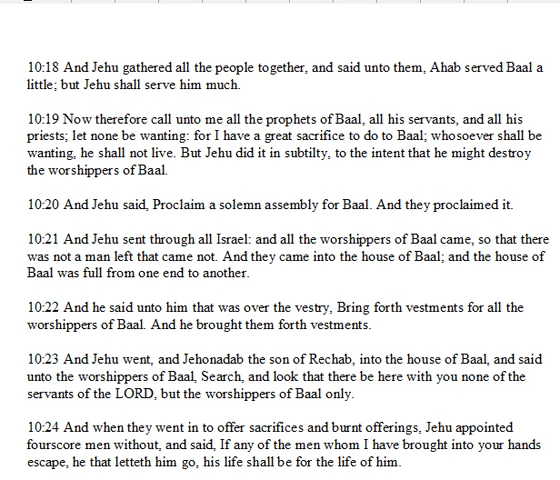 10:18 And Jehu gathered all the people together, and said unto them, Ahab served Baal a
little; but Jehu shall serve him much.
10:19 Now therefore call unto me all the prophets of Baal, all his servants, and all his
priests; let none be wanting: for I have a great sacrifice to do to Baal; whosoever shall be
wanting, he shall not live. But Jehu did it in subtilty, to the intent that he might destroy
the worshippers of Baal.
10:20 And Jehu said, Proclaim a solemn assembly for Baal. And they proclaimed it.
10:21 And Jehu sent through all Israel: and all the worshippers of Baal came, so that there
was not a man left that came not. And they came into the house of Baal; and the house of
Baal was full from one end to another.
10:22 And he said unto him that was over the vestry, Bring forth vestments for all the
worshippers of Baal. And he brought them forth vestments.
10:23 And Jehu went, and Jehonadab the son of Rechab, into the house of Baal, and said
unto the worshippers of Baal, Search, and look that there be here with you none of the
servants of the LORD, but the worshippers of Baal only.
10:24 And when they went in to offer sacrifices and burnt offerings, Jehu appointed
fourscore men without, and said, If any of the men whom I have brought into your hands
escape, he that letteth him go, his life shall be for the life of him.